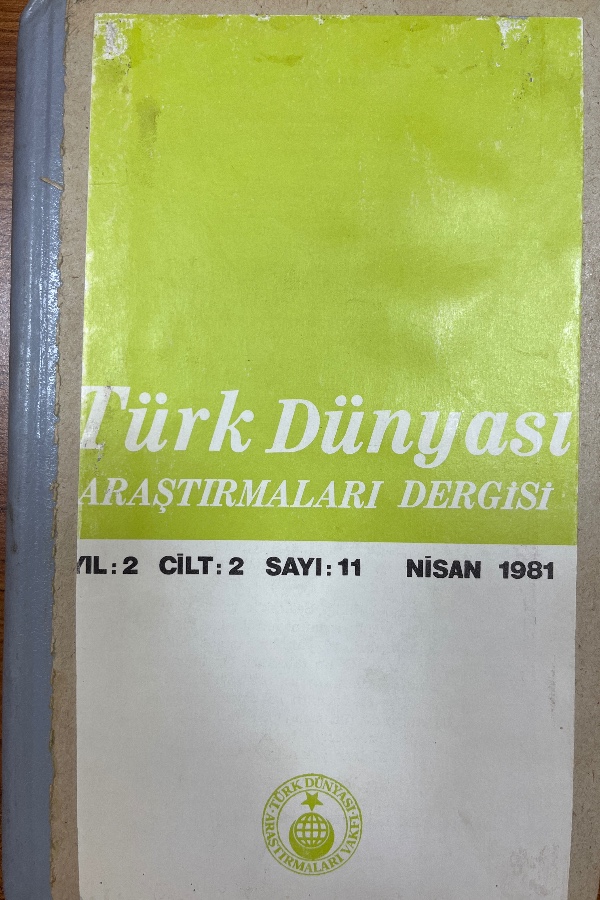 Türk Dünyası
ARAŞTIRMALARI DERGİSİ
YIL: 2 CİLT: 2 SAYI: 11 NİSAN 1981
TÜRK DÜNYASI
ARAŞTIRMALARI VAKFI